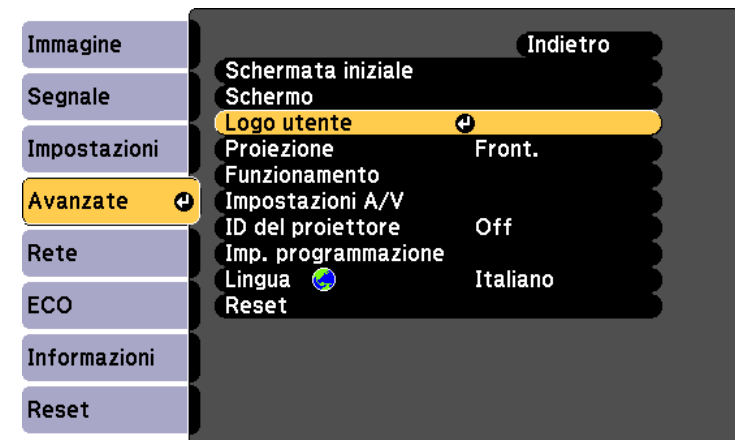 Immagine
Segnale
Impostazioni
Avanzate
Rete
ECO
Informazioni
Reset
Indietro
Schermata iniziale
Schermo
Logo utente
Proiezione Front.
Funzionamento
Impostazioni A/V
ID del proiettore Off
Imp. programmazione
Lingua Italiano
Reset